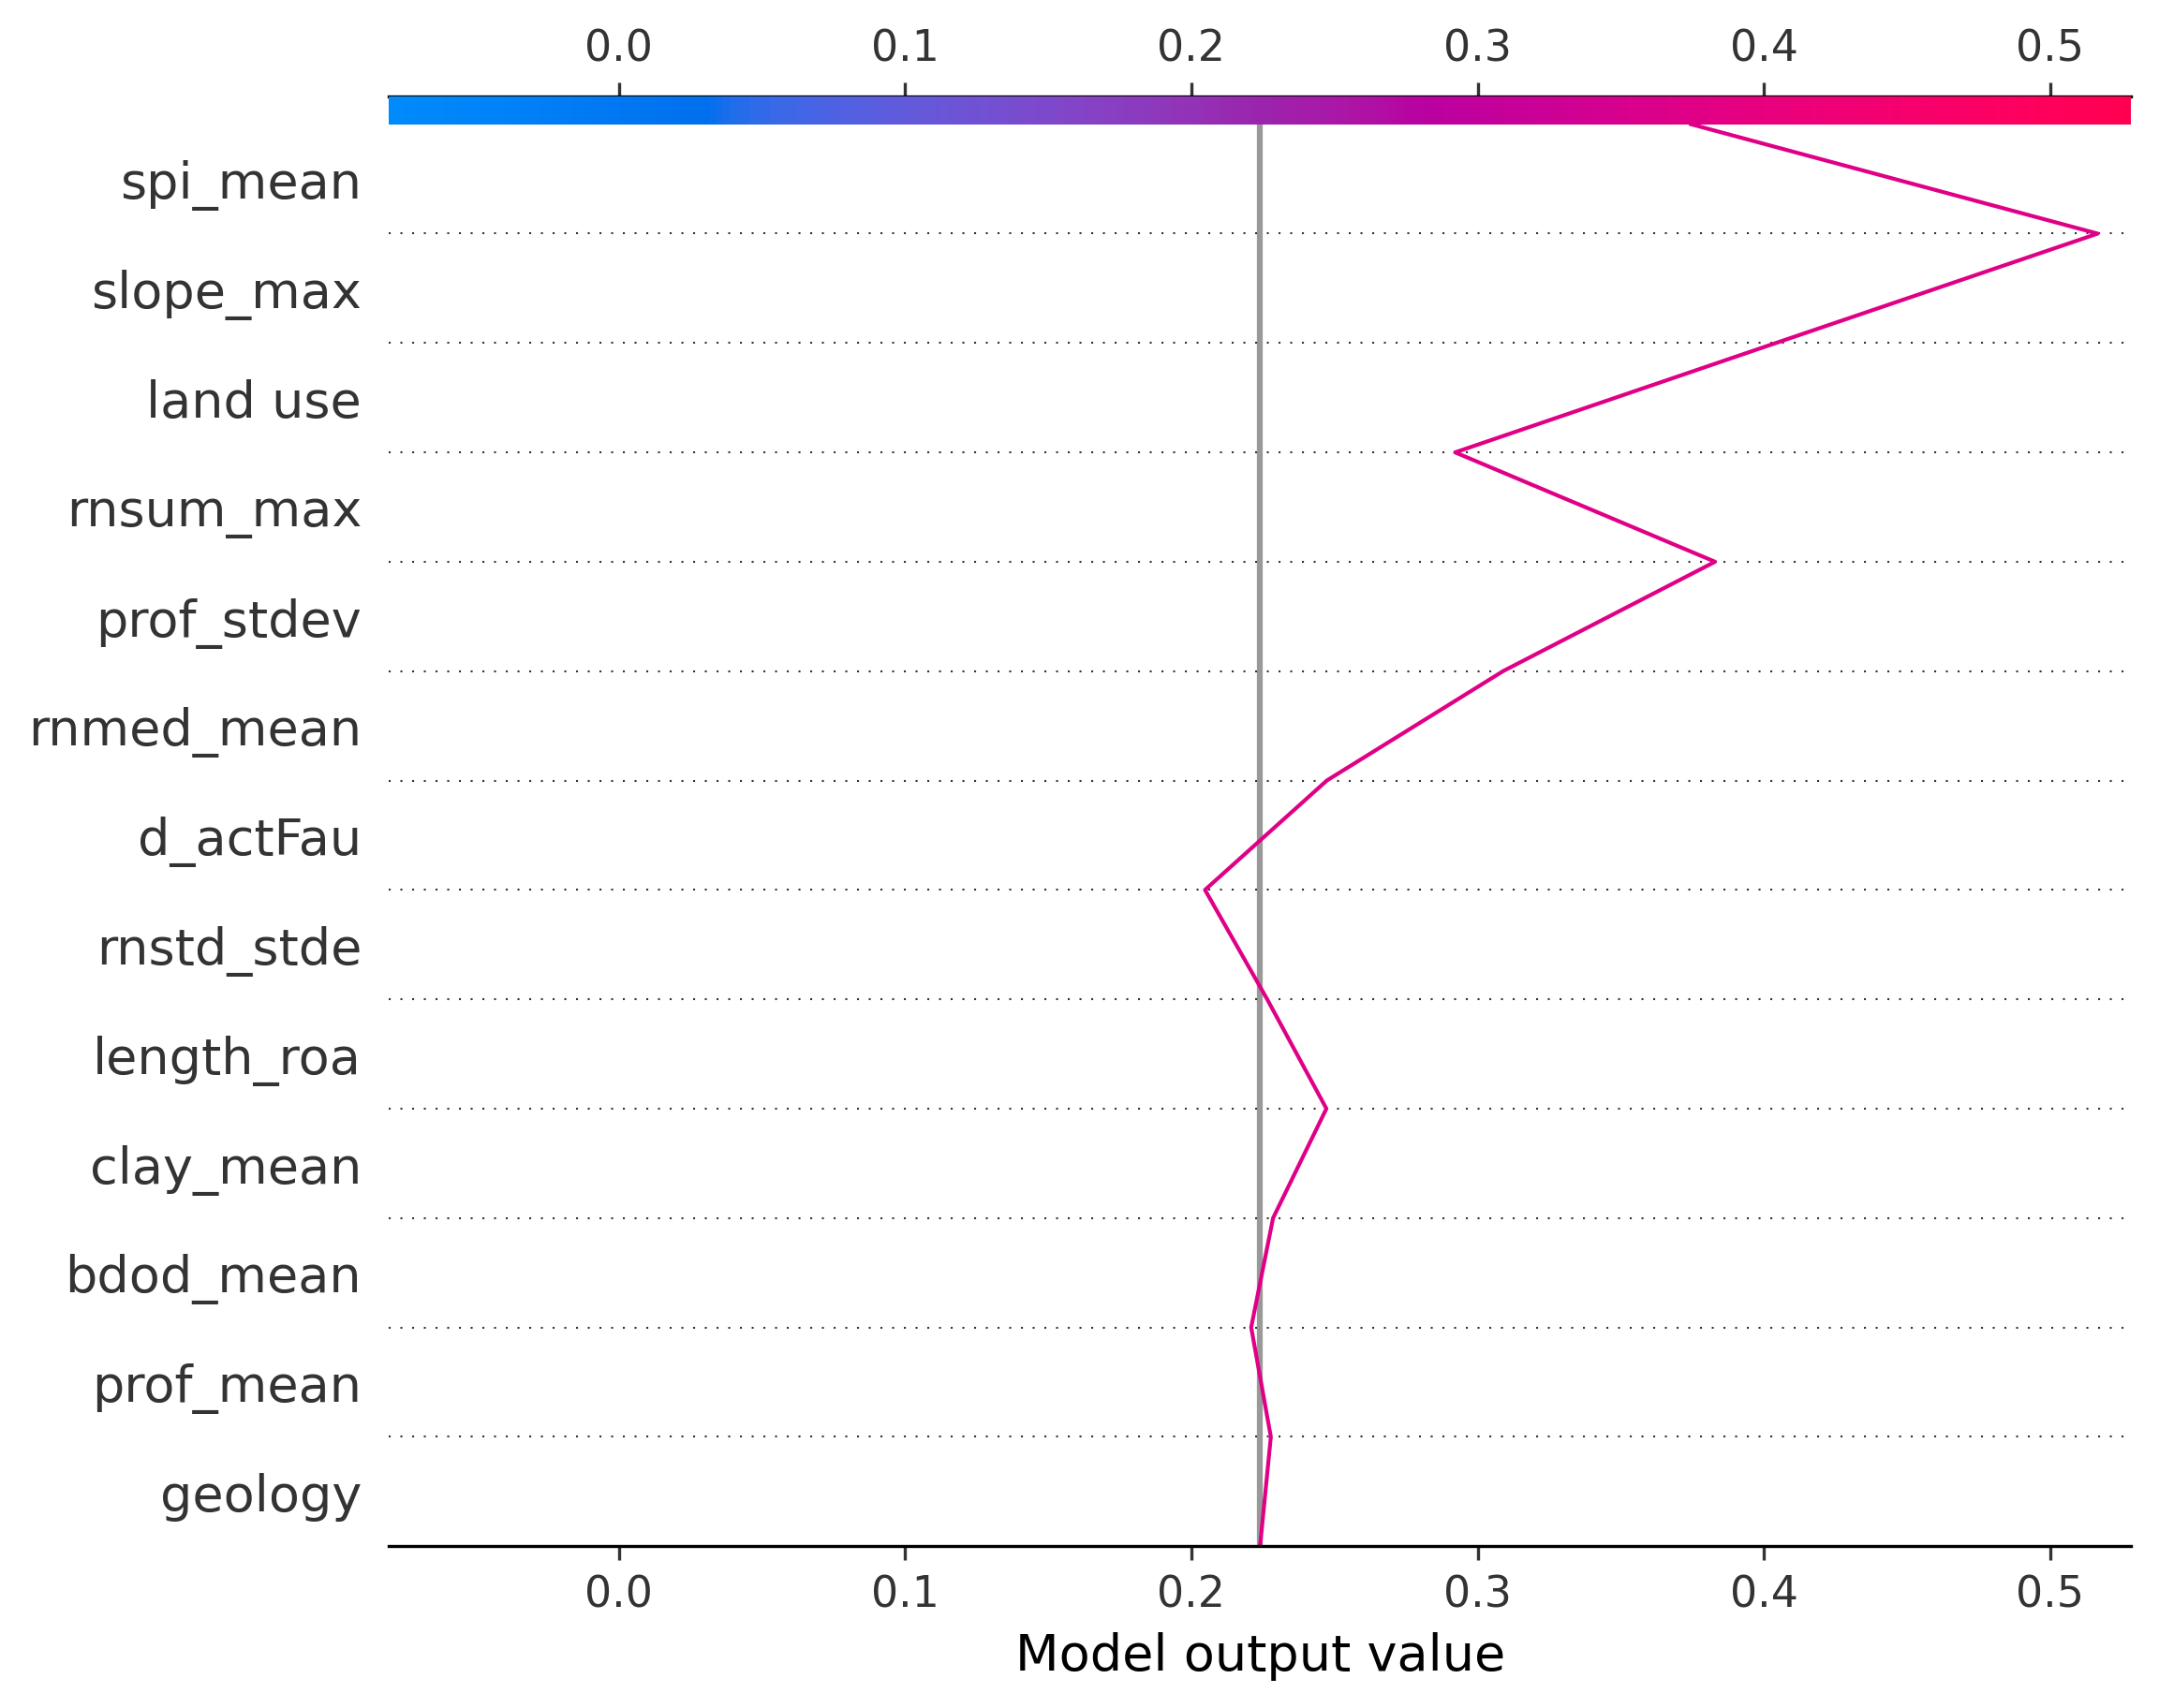 0.0 0.1 0.2 0.3 0.4 0.5
spi_mean
slope_max
land use
rnsum_max
prof_stdev
rnmed_mean
d_actFau
rnstd_stde
length_roa
clay_mean
bdod_mean
prof_mean
geology
0.0 0.1 0.2 0.3 0.4 0.5
Model output value